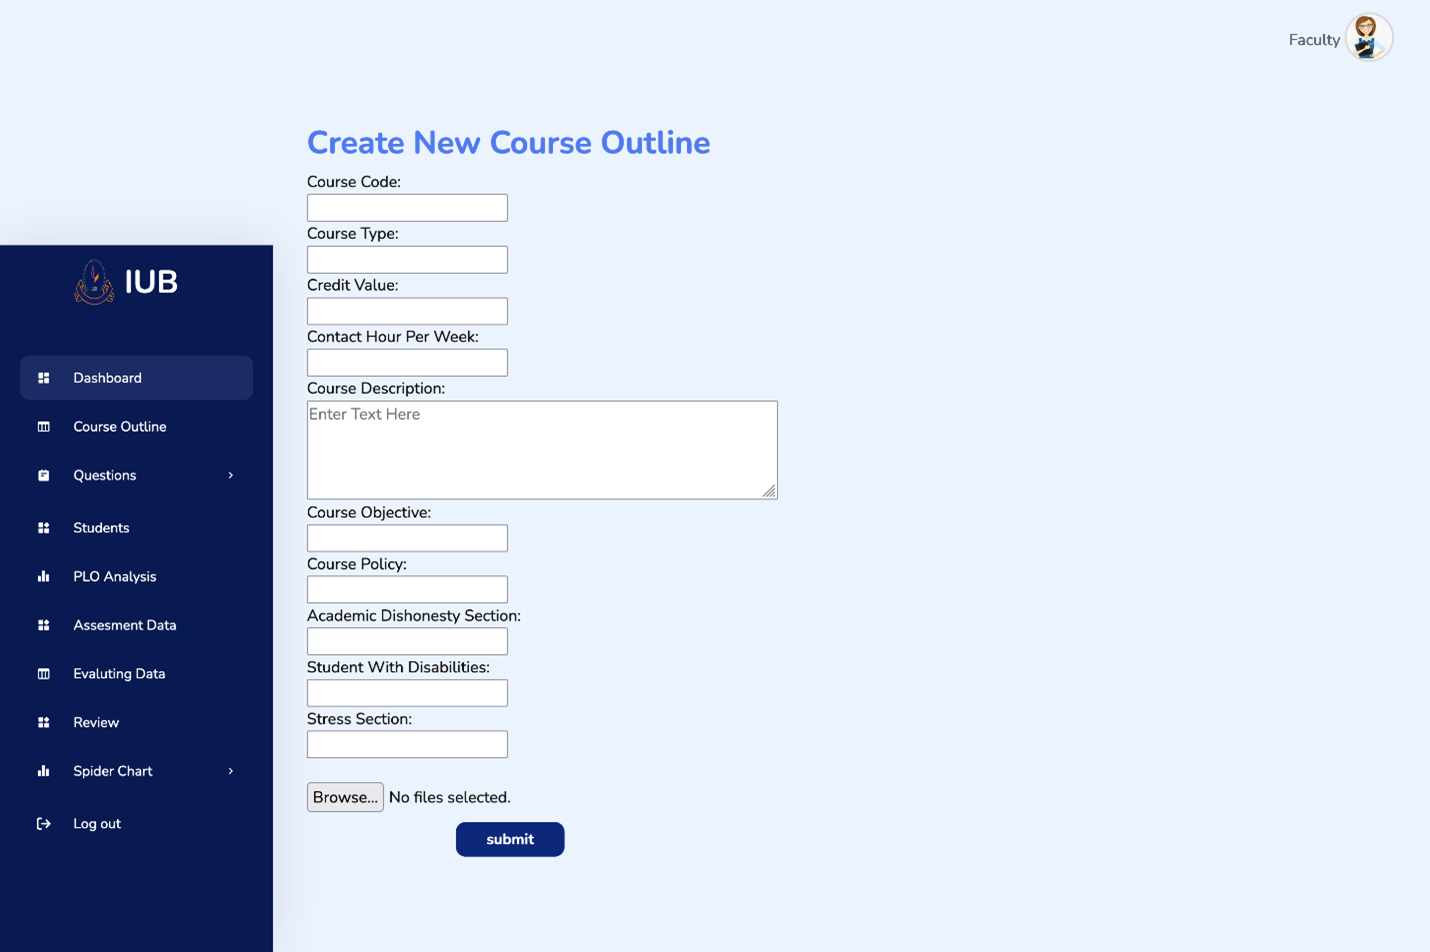 Faculty
Create New Course Outline
Course Code:
Course Type:
Credit Value:
Contact Hour Per Week:
Course Description:
Enter Text Here
Course Objective:
Course Policy:
Academic Dishonesty Section:
Student With Disabilities:
Stress Section:
Browse... No files selected.
submit
IUB
Dashboard
Course Outline
Questions
Students
PLO Analysis
Assesment Data
Evaluting Data
Review
Spider Chart
Log out